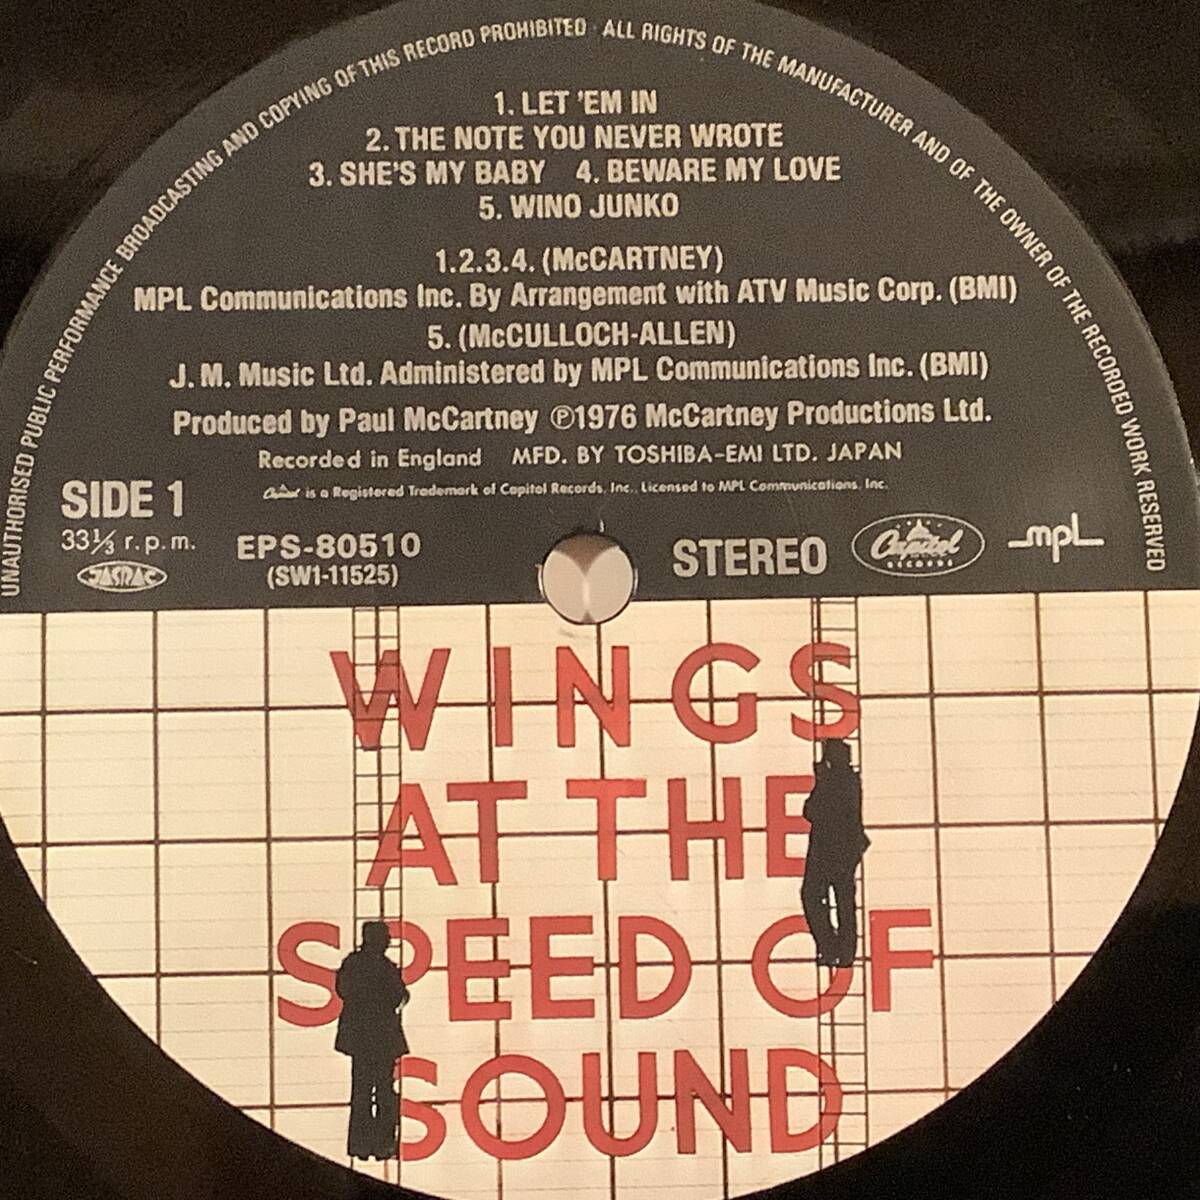 UNAUTHORISED PUBLIC PERFORMANCE BROADCASTING AND COPYING OF THIS RECORD PROHIBITED · ALL RIGHTS OF THE MANUFACTURER AND OF THE OWNER OF THE RECORDED WORK RESERVED
1. LET 'EM IN
2. THE NOTE YOU NEVER WROTE
3. SHE'S MY BABY 4. BEWARE MY LOVE
5. WINO JUNKO
1.2.3.4. (McCARTNEY)
MPL Communications Inc. By Arrangement with ATV Music Corp. (BMI)
5. (McCULLOCH-ALLEN)
J. M. Music Ltd. Administered by MPL Communications Inc. (BMI)
Produced by Paul McCartney ℗1976 McCartney Productions Ltd.
Recorded in England MFD. BY TOSHIBA-EMI LTD. JAPAN
Capitol is a Registered Trademark of Capitol Records, Inc., Licensed to MPL Communications, Inc.
SIDE 1
33⅓ r.p.m.
JASRAC
EPS-80510
(SW1-11525)
STEREO
Capitol
RECORDS
mpL
WINGS
AT THE
SPEED OF
SOUND